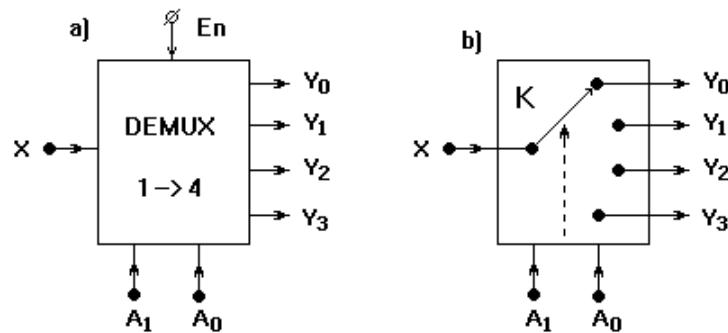 a)
En
X
DEMUX
1 -> 4
Y0
Y1
Y2
Y3
A1
A0
b)
K
X
Y0
Y1
Y2
Y3
A1
A0